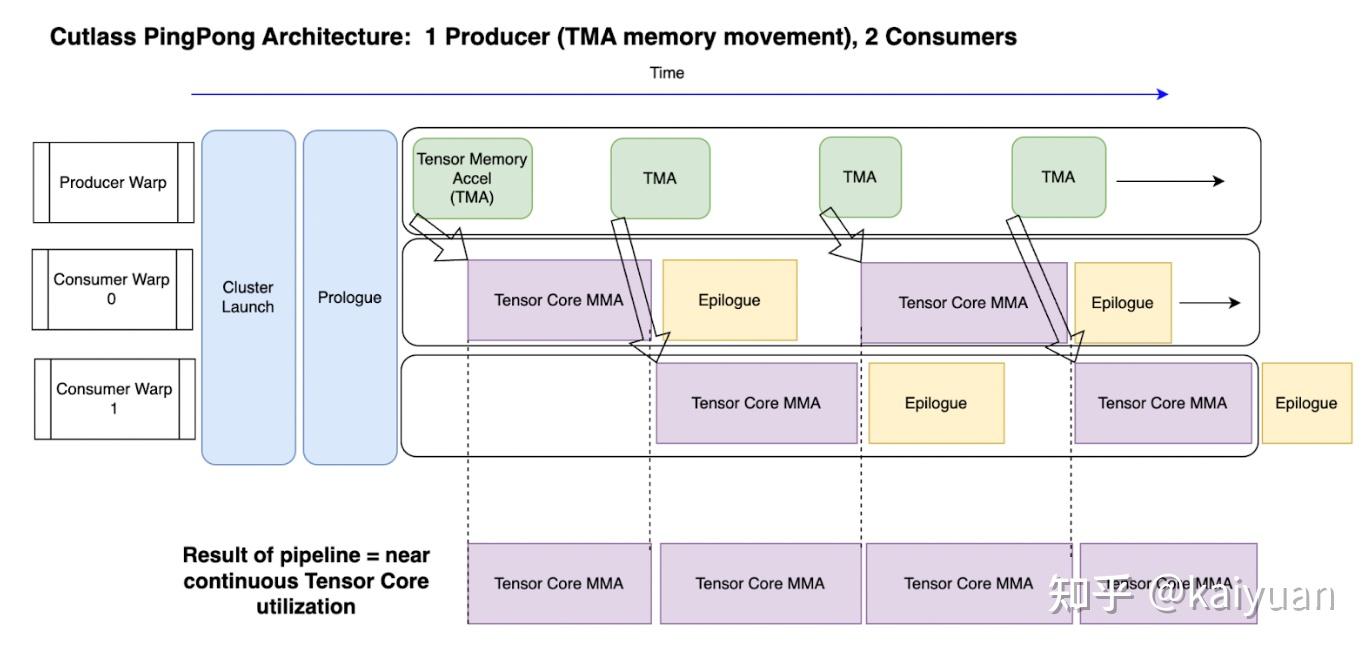 Cutlass PingPong Architecture: 1 Producer (TMA memory movement), 2 Consumers
Time
Producer Warp
Tensor Memory
Accel
(TMA)
TMA
TMA
TMA
Consumer Warp
0
Cluster
Launch
Prologue
Tensor Core MMA
Epilogue
Tensor Core MMA
Epilogue
Consumer Warp
1
Tensor Core MMA
Epilogue
Tensor Core MMA
Epilogue
Result of pipeline = near
continuous Tensor Core
utilization
Tensor Core MMA
Tensor Core MMA
Tensor Core MMA
Tensor Core MMA
知乎 @kaiyuan